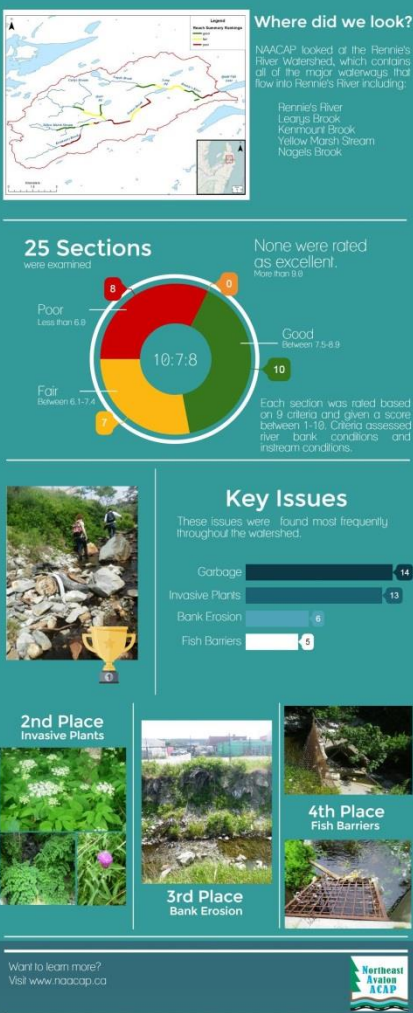 Legend
Reach Summary Rankings
good
fair
poor
Where did we look?
NAACAP looked at the Rennie's
River Watershed, which contains
all of the major waterways that
flow into Rennie's River including:
Rennie's River
Learys Brook
Kenmount Brook
Yellow Marsh Stream
Nagels Brook
25 Sections
were examined
None were rated
as excellent.
More than 9.0
8
0
Poor
Less than 6.0
Good
Between 7.5-8.9
10:7:8
10
Fair
Between 6.1-7.4
7
Each section was rated based
on 9 criteria and given a score
between 1-10. Criteria assessed
river bank conditions and
instream conditions.
Key Issues
These issues were found most frequently
throughout the watershed.
Garbage
14
Invasive Plants
13
Bank Erosion
6
Fish Barriers
5
2nd Place
Invasive Plants
3rd Place
Bank Erosion
4th Place
Fish Barriers
Want to learn more?
Visit www.naacap.ca
Northeast
Avalon
ACAP